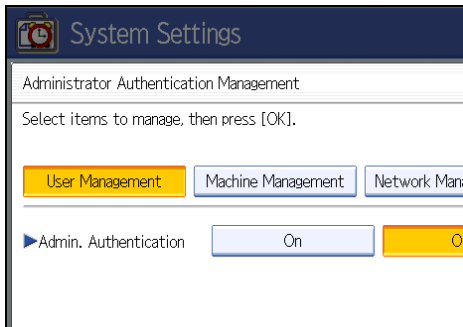 System Settings
Administrator Authentication Management
Select items to manage, then press [OK].
User Management Machine Management Network
Admin. Authentication On